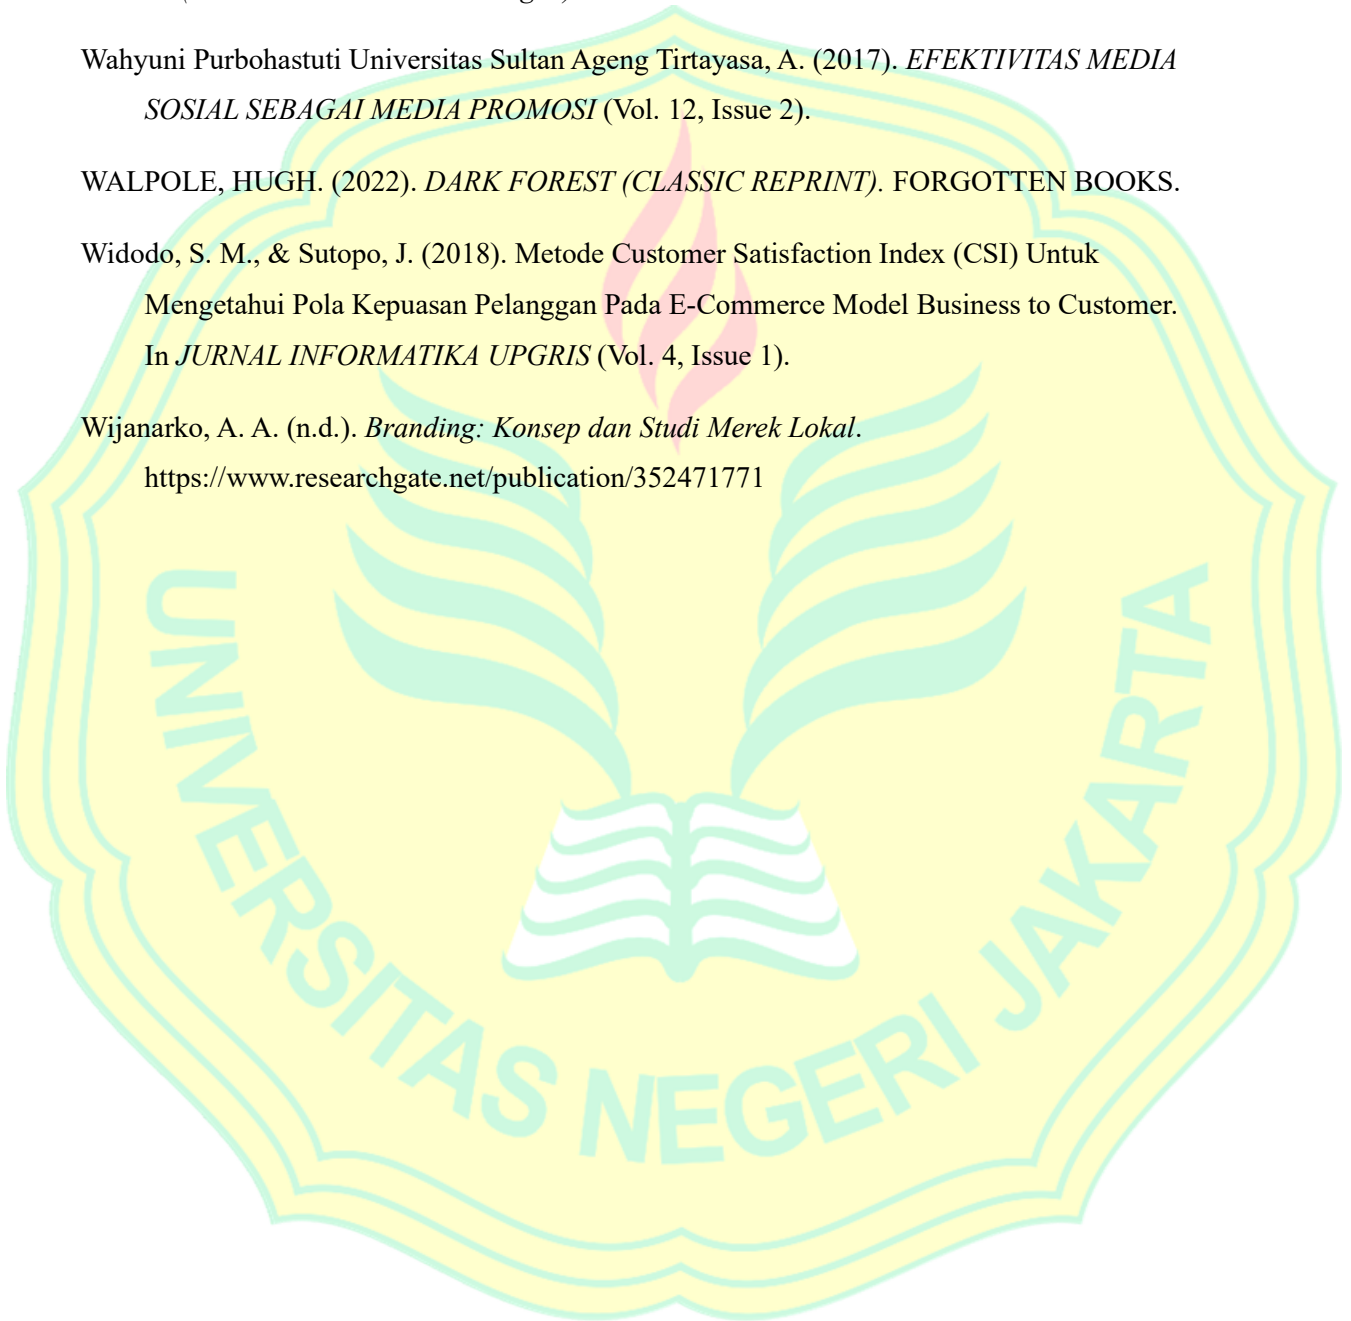 Wahyuni Purbohastuti Universitas Sultan Ageng Tirtayasa, A. (2017). EFEKTIVITAS MEDIA
SOSIAL SEBAGAI MEDIA PROMOSI (Vol. 12, Issue 2).
WALPOLE, HUGH. (2022). DARK FOREST (CLASSIC REPRINT). FORGOTTEN BOOKS.
Widodo, S. M., & Sutopo, J. (2018). Metode Customer Satisfaction Index (CSI) Untuk
Mengetahui Pola Kepuasan Pelanggan Pada E-Commerce Model Business to Customer.
In JURNAL INFORMATIKA UPGRIS (Vol. 4, Issue 1).
Wijanarko, A. A. (n.d.). Branding: Konsep dan Studi Merek Lokal.
https://www.researchgate.net/publication/352471771
UNIVERSITAS NEGERI JAKARTA